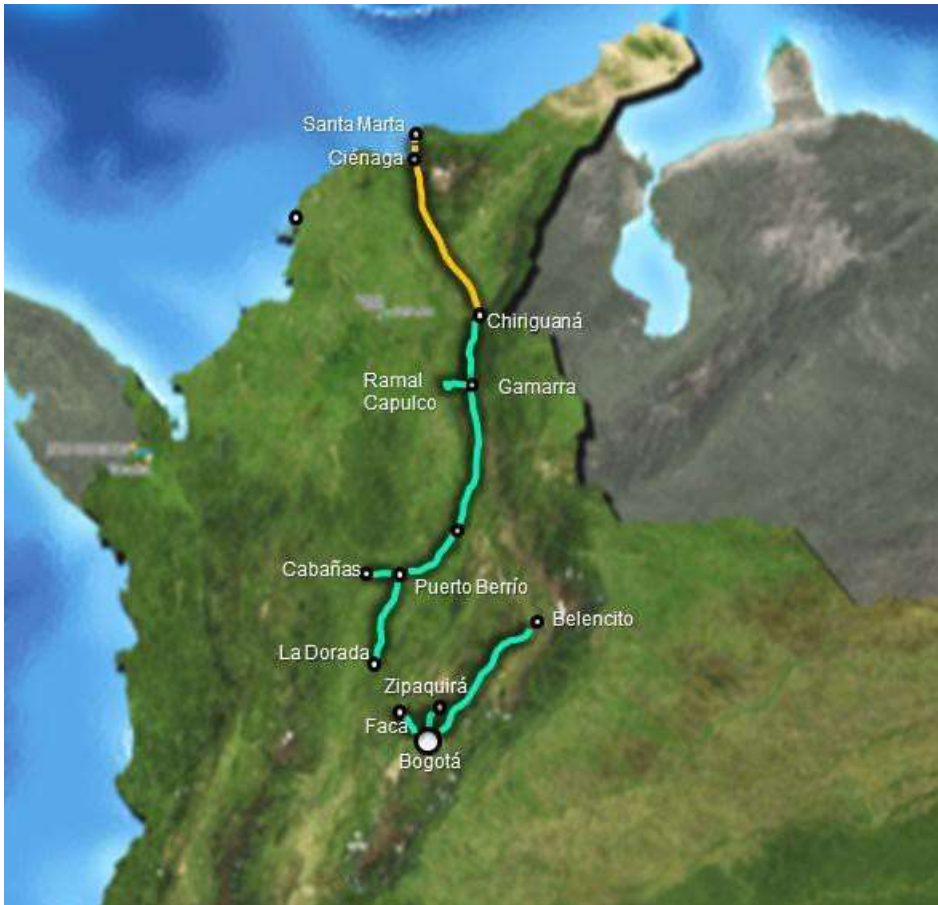 Santa Marta
Ciénaga
Chiriguaná
Ramal
Capulco
Gamarra
Cabañas
Puerto Berrío
Belencito
La Dorada
Zipaquirá
Faca
Bogotá